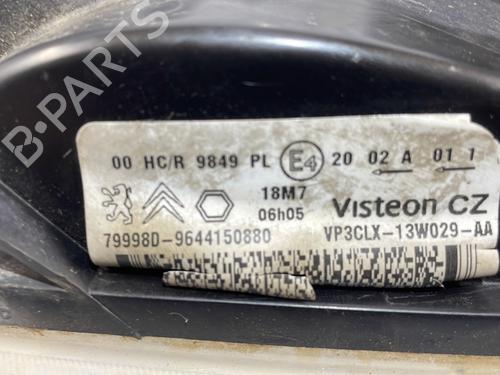 00 HC/R 9849 PL E4 20 02 A 01 1
18M7
06h05
Visteon CZ
79998D-9644150880
VP3CLX-13W029-AA
B-PARTS